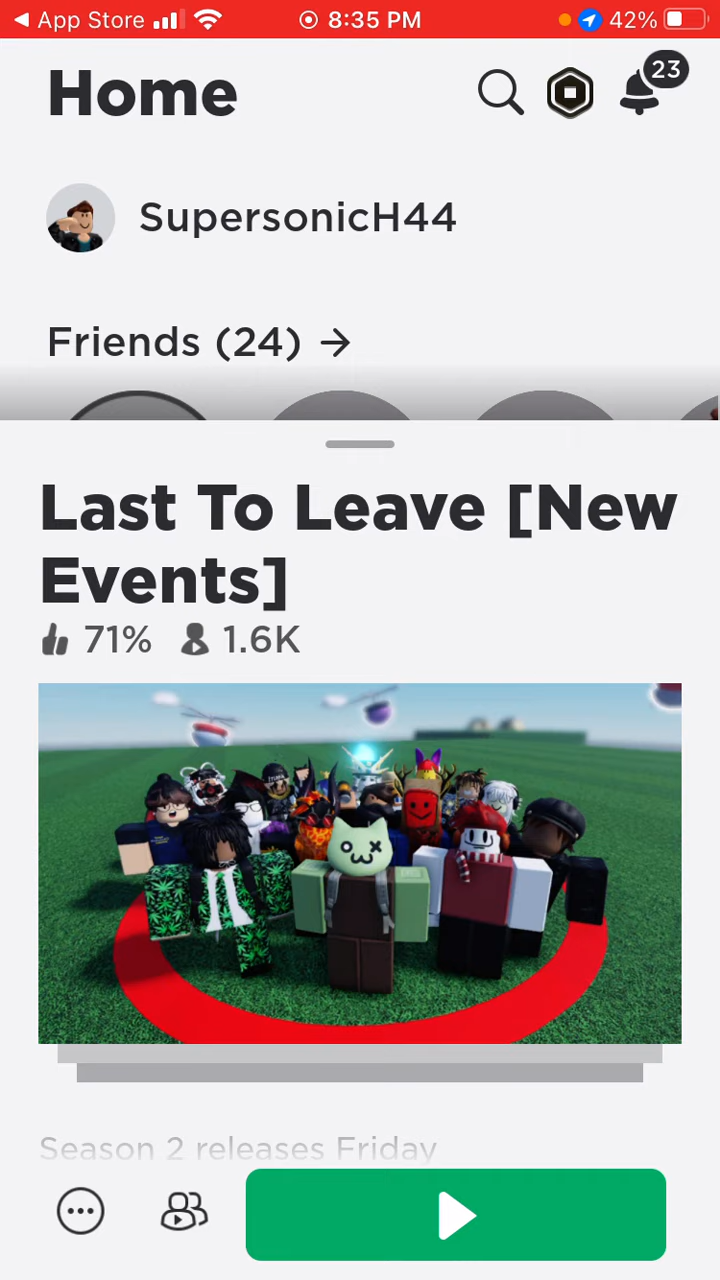 App Store 8:35 PM 42%
Home 23
SupersonicH44
Friends (24) →
Last To Leave [New
Events]
71% 1.6K
Season 2 releases Friday